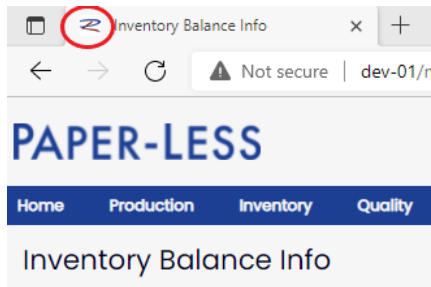 Inventory Balance Info
Not secure | dev-01/
PAPER-LESS
Home Production Inventory Quality
Inventory Balance Info